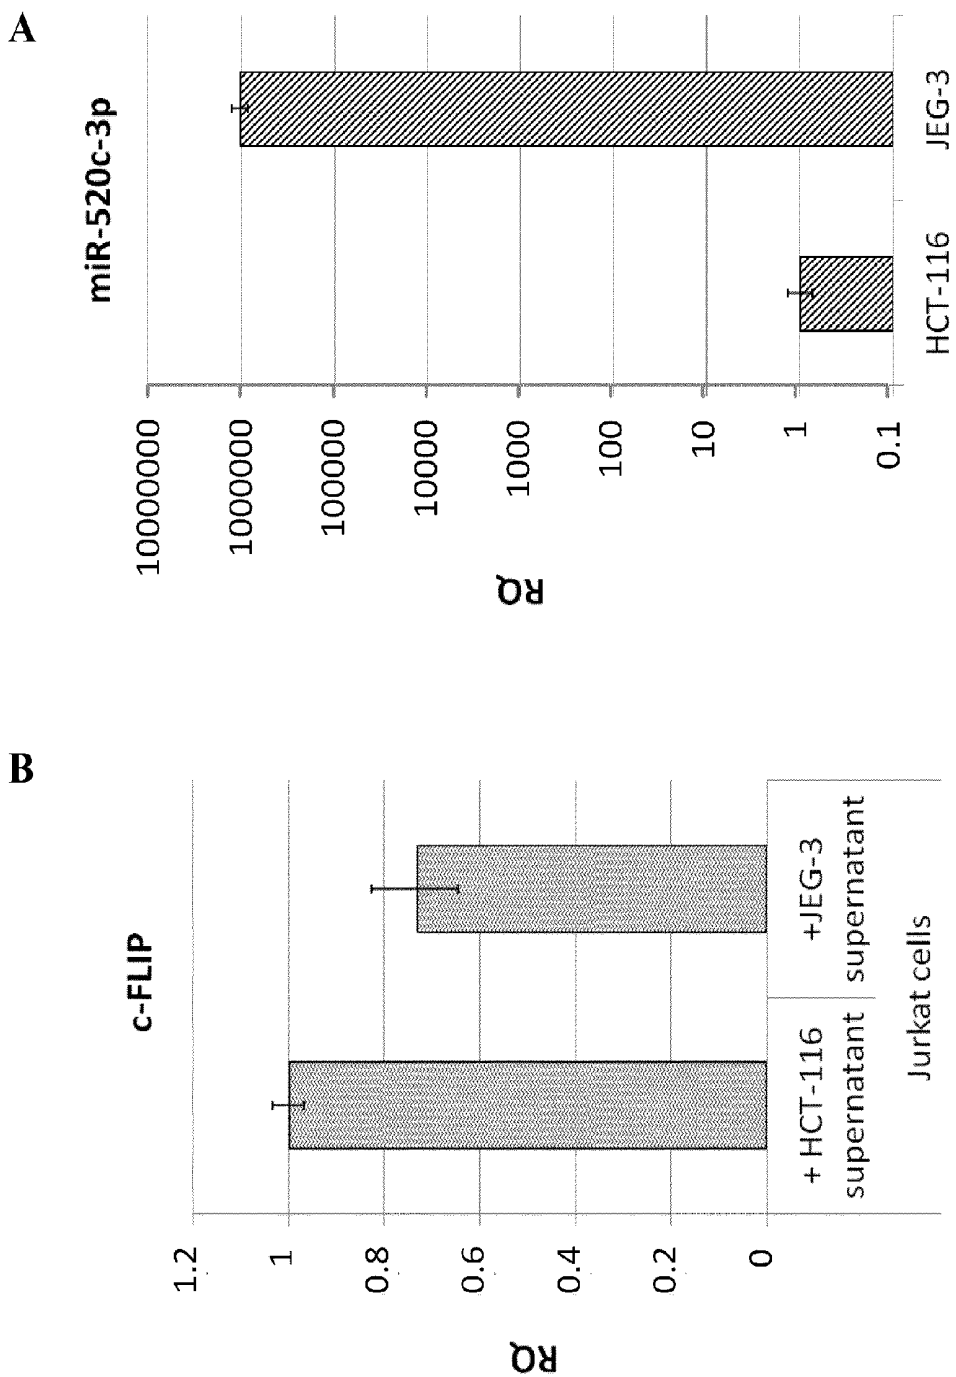 A
miR-520c-3p
10000000
1000000
100000
10000
1000
100
10
1
0.1
RQ
HCT-116
JEG-3
B
c-FLIP
1.2
1
0.8
0.6
0.4
0.2
0
RQ
+ HCT-116
supernatant
+JEG-3
supernatant
Jurkat cells